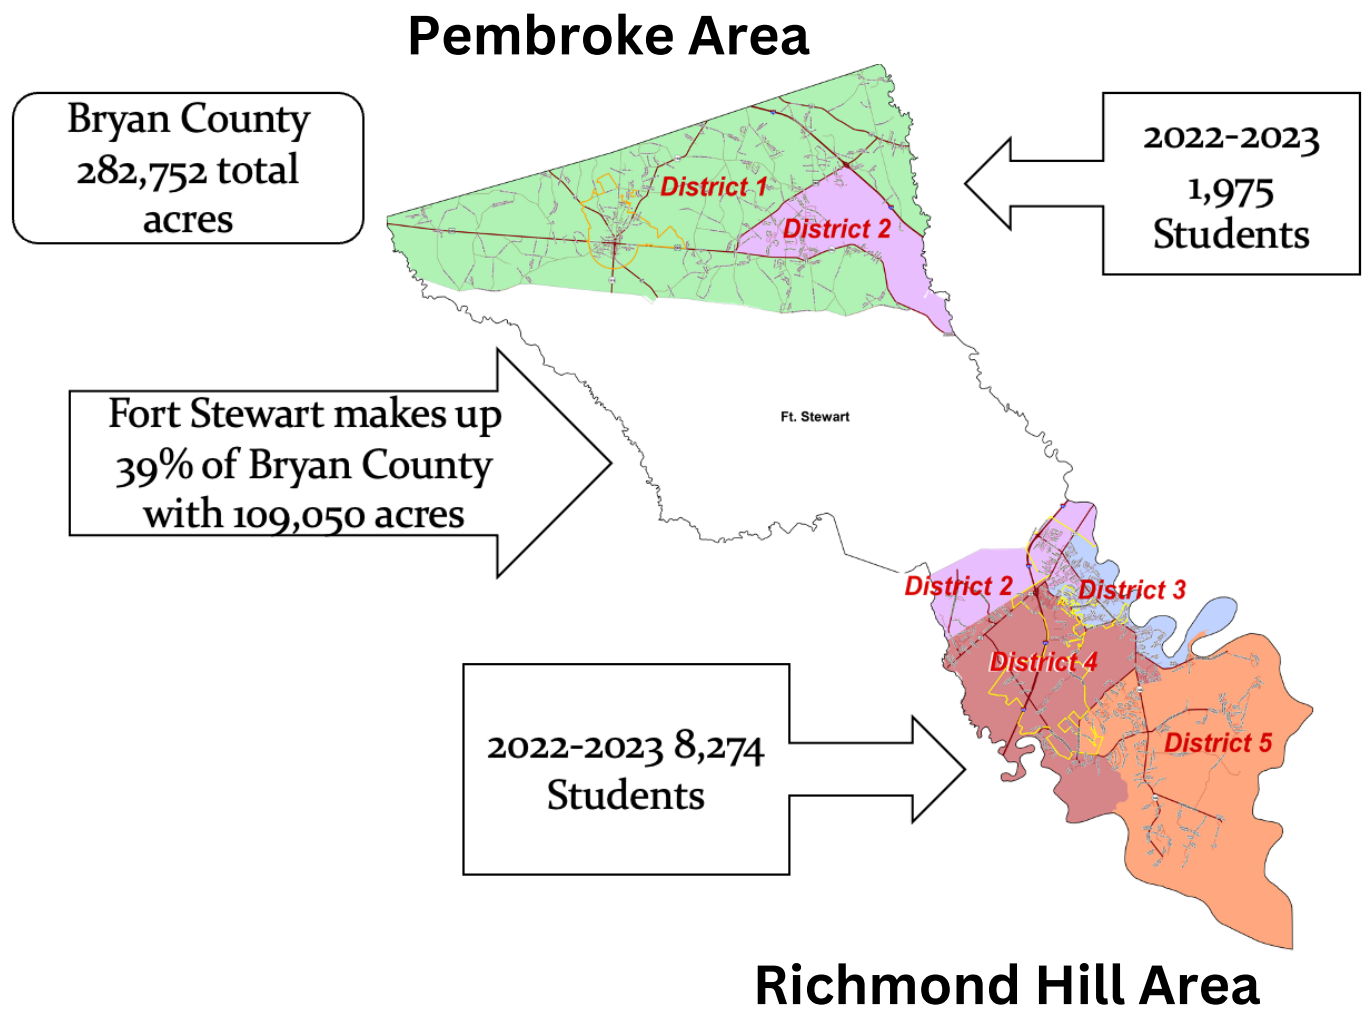 Pembroke Area
Bryan County
282,752 total
acres
2022-2023
1,975
Students
District 1
District 2
Fort Stewart makes up
39% of Bryan County
with 109,050 acres
Ft. Stewart
District 2
District 3
District 4
District 5
2022-2023 8,274
Students
Richmond Hill Area